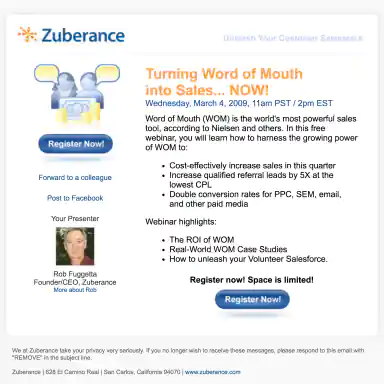 Zuberance
Unleash Your Customer Salesforce
Turning Word of Mouth
into Sales... NOW!
Wednesday, March 4, 2009, 11am PST / 2pm EST
Word of Mouth (WOM) is the world's most powerful sales
tool, according to Nielsen and others. In this free
webinar, you will learn how to harness the growing power
of WOM to:
Cost-effectively increase sales in this quarter
Increase qualified referral leads by 5X at the
lowest CPL
Double conversion rates for PPC, SEM, email,
and other paid media
Webinar highlights:
The ROI of WOM
Real-World WOM Case Studies
How to unleash your Volunteer Salesforce.
Register now! Space is limited!
Register Now!
Register Now!
Forward to a colleague
Post to Facebook
Your Presenter
Rob Fuggetta
Founder/CEO, Zuberance
More about Rob
We at Zuberance take your privacy very seriously. If you no longer wish to receive these messages, please respond to this email with
"REMOVE" in the subject line.
Zuberance | 628 El Camino Real | San Carlos, California 94070 | www.zuberance.com